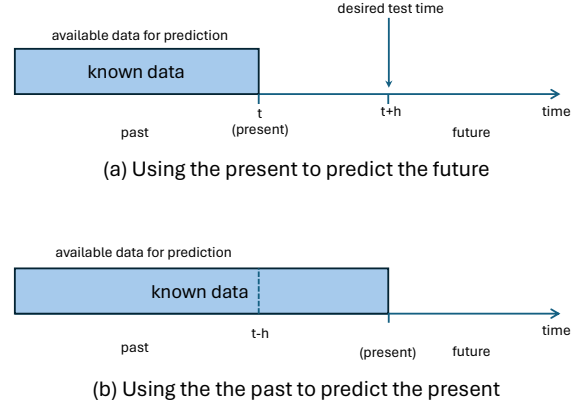 desired test time
available data for prediction
known data
t
t+h
time
past
(present)
future
(a) Using the present to predict the future
available data for prediction
known data
time
t-h
past
(present)
future
(b) Using the the past to predict the present